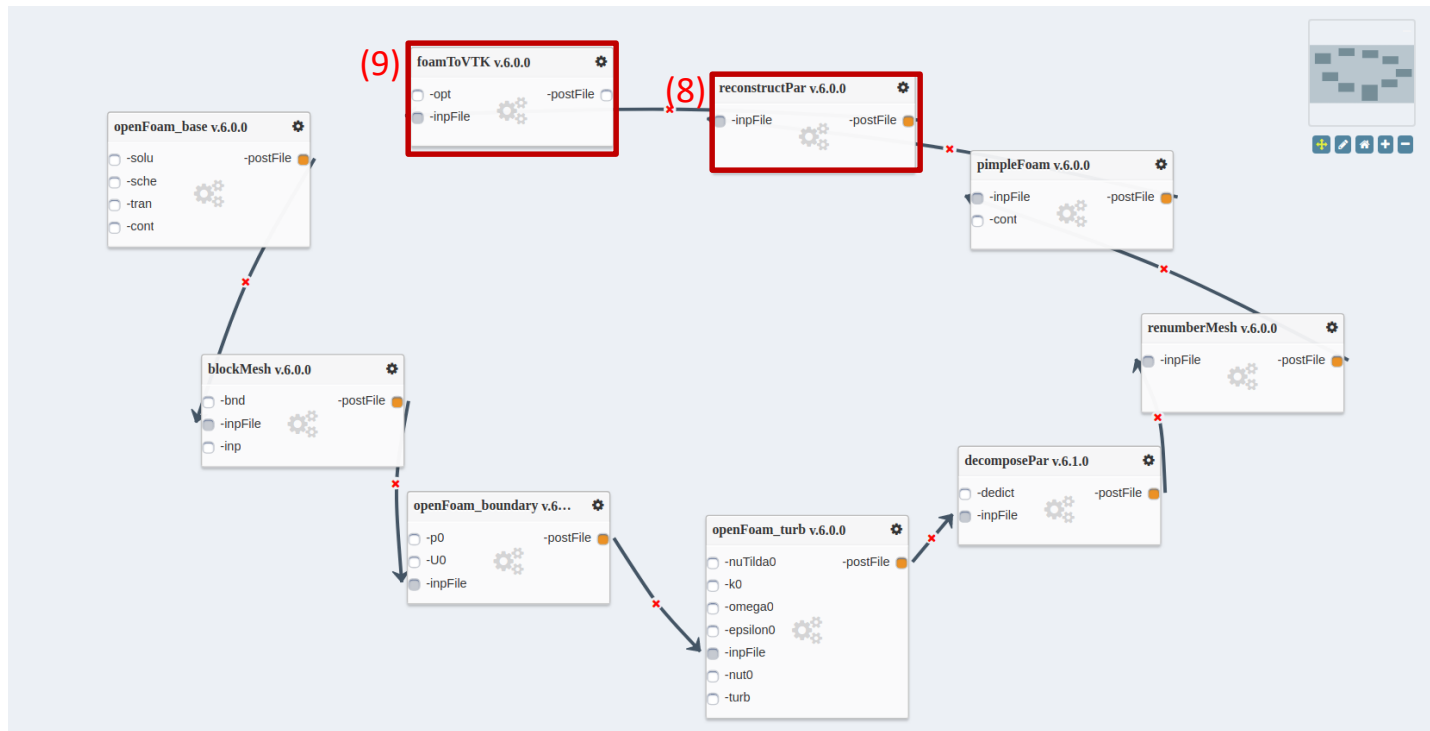 (9)
foamToVTK v.6.0.0
-opt -postFile
-inpFile
(8)
reconstructPar v.6.0.0
-inpFile -postFile
openFoam_base v.6.0.0
-solu -postFile
-sche
-tran
-cont
pimpleFoam v.6.0.0
-inpFile -postFile
-cont
renumberMesh v.6.0.0
-inpFile -postFile
blockMesh v.6.0.0
-bnd -postFile
-inpFile
-inp
decomposePar v.6.1.0
-dedict -postFile
-inpFile
openFoam_boundary v.6...
-p0 -postFile
-U0
-inpFile
openFoam_turb v.6.0.0
-nuTilda0 -postFile
-k0
-omega0
-epsilon0
-inpFile
-nut0
-turb